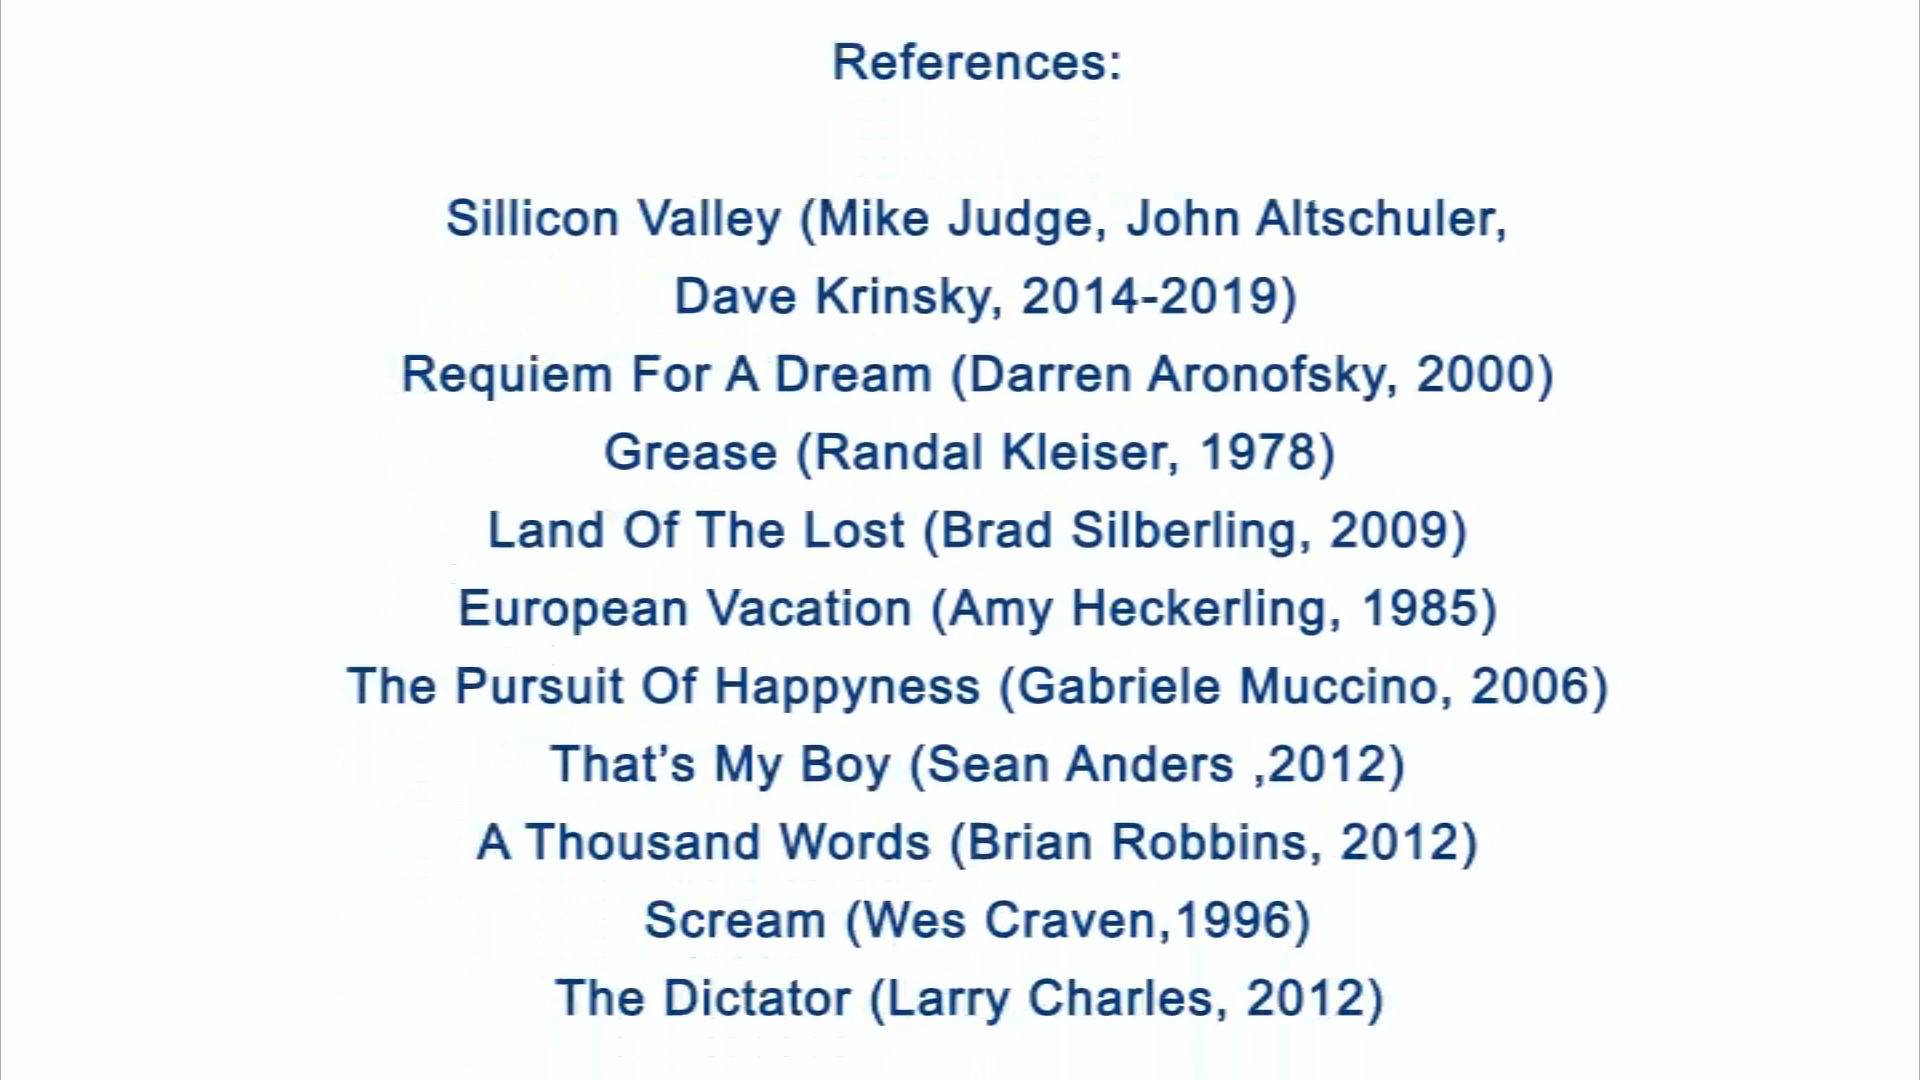 References:
Sillicon Valley (Mike Judge, John Altschuler,
Dave Krinsky, 2014-2019)
Requiem For A Dream (Darren Aronofsky, 2000)
Grease (Randal Kleiser, 1978)
Land Of The Lost (Brad Silberling, 2009)
European Vacation (Amy Heckerling, 1985)
The Pursuit Of Happyness (Gabriele Muccino, 2006)
That’s My Boy (Sean Anders ,2012)
A Thousand Words (Brian Robbins, 2012)
Scream (Wes Craven,1996)
The Dictator (Larry Charles, 2012)